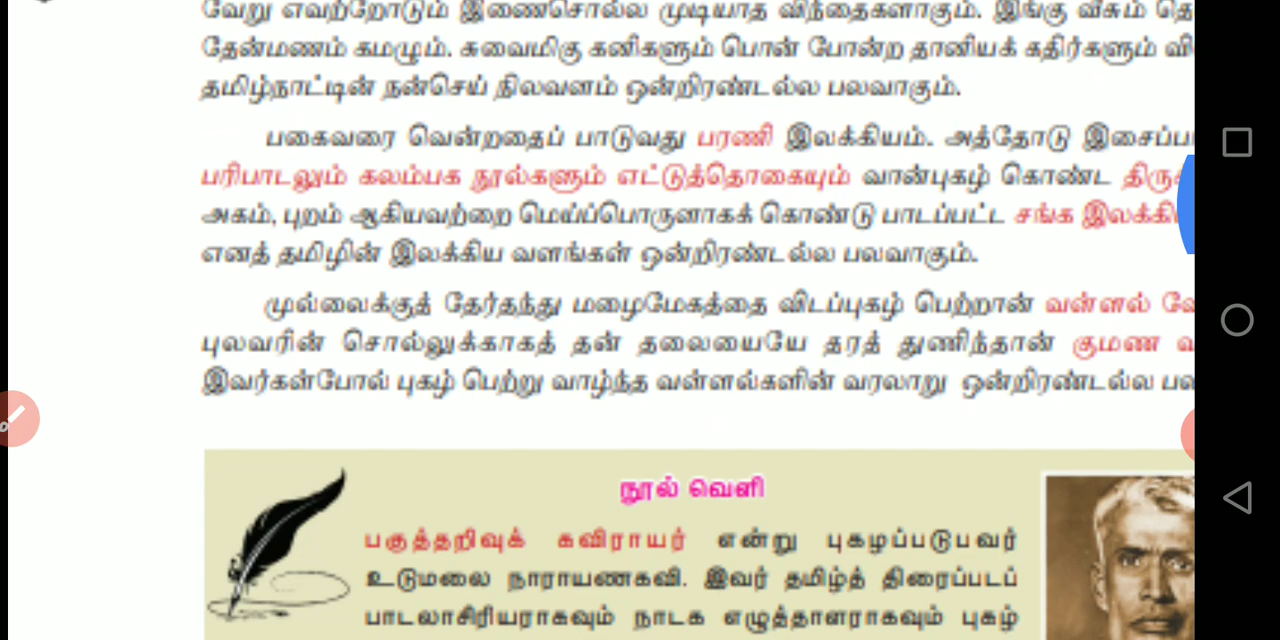 வேறு எவற்றோடும் இணைசொல்ல முடியாத விந்தைகளாகும். இங்கு வீசும்
தேன்மணம் கமழும். சுவைமிகு கனிகளும் பொன் போன்ற தானியக் கதிர்களும்
தமிழ்நாட்டின் நன்செய் நிலவளம் ஒன்றிரண்டல்ல பலவாகும்.
பகைவரை வென்றதைப் பாடுவது பரணி இலக்கியம். அத்தோடு
பரிபாடலும் கலம்பக நூல்களும் எட்டுத்தொகையும் வான்புகழ் கொண்ட
அகம், புறம் ஆகியவற்றை மெய்ப்பொருளாகக் கொண்டு பாடப்பட்ட சங்க
எனத் தமிழின் இலக்கிய வளங்கள் ஒன்றிரண்டல்ல பலவாகும்.
முல்லைக்குத் தேர்தந்து மழைமேகத்தை விடப்புகழ் பெற்றான் வள்ளல்
புலவரின் சொல்லுக்காகத் தன் தலையையே தரத் துணிந்தான் குமண
இவர்கள்போல் புகழ் பெற்று வாழ்ந்த வள்ளல்களின் வரலாறு ஒன்றிரண்டல்ல
நூல் வெளி
பகுத்தறிவுக் கவிராயர் என்று புகழப்படுபவர்
உடுமலை நாராயணகவி. இவர் தமிழ்த் திரைப்படப்
பாடலாசிரியராகவும் நாடக எழுத்தாளராகவும் புகழ்